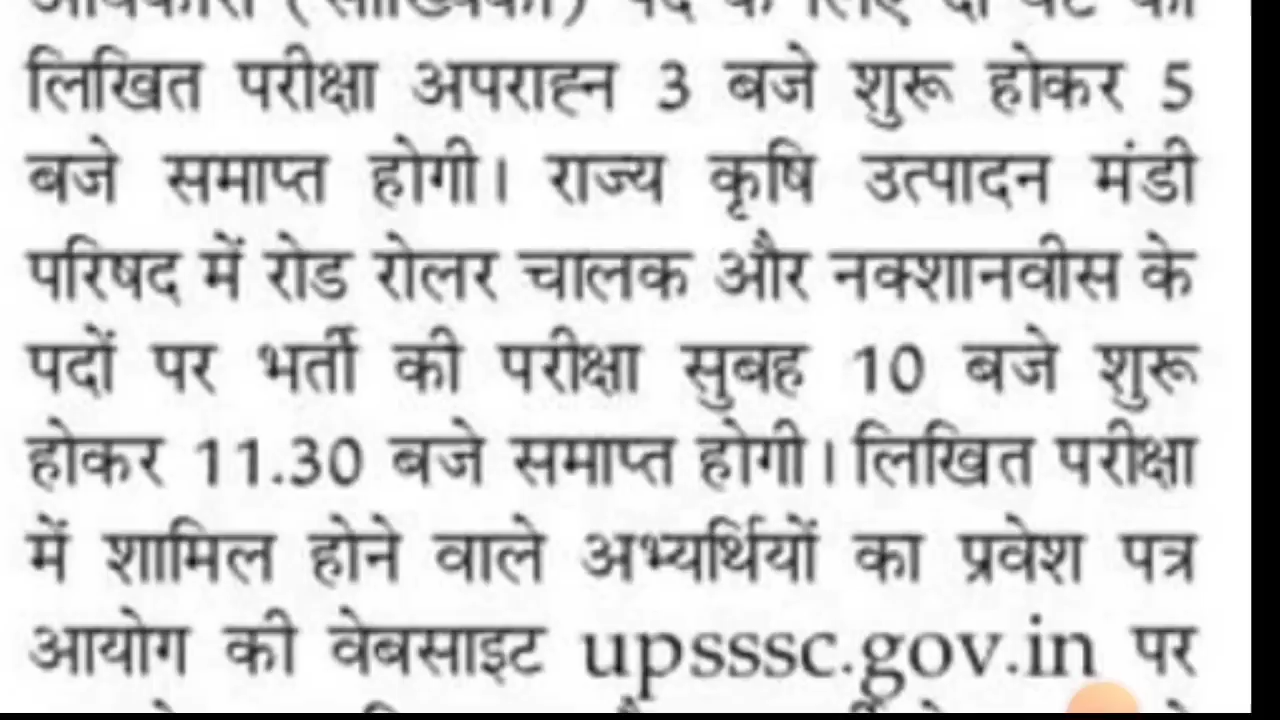 (सांख्यिकी) पद के लिए दो घंटे की
लिखित परीक्षा अपराह्न 3 बजे शुरू होकर 5
बजे समाप्त होगी। राज्य कृषि उत्पादन मंडी
परिषद में रोड रोलर चालक और नक्शानवीस के
पदों पर भर्ती की परीक्षा सुबह 10 बजे शुरू
होकर 11.30 बजे समाप्त होगी। लिखित परीक्षा
में शामिल होने वाले अभ्यर्थियों का प्रवेश पत्र
आयोग की वेबसाइट upsssc.gov.in पर